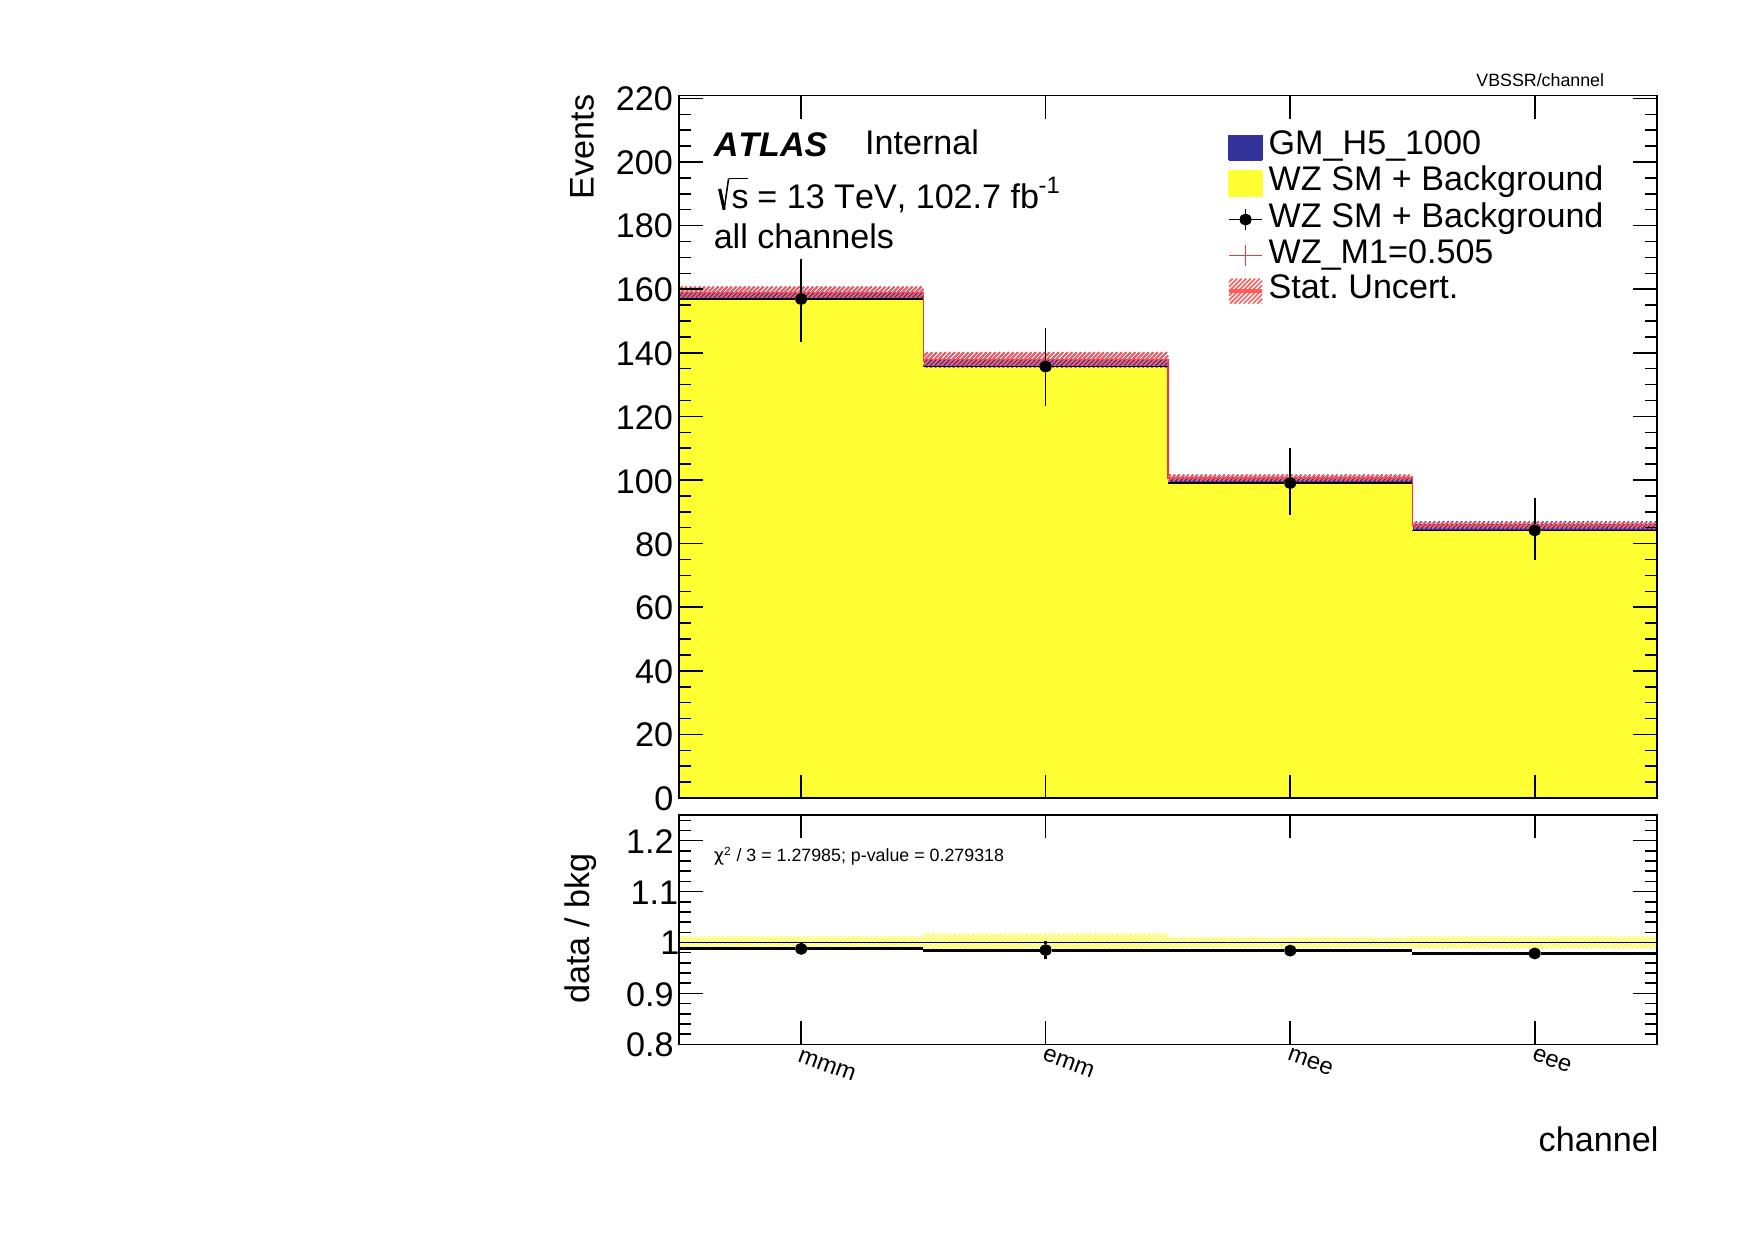 VBSSR/channel
Events
220
200
180
160
140
120
100
80
60
40
20
0
ATLAS Internal
√s = 13 TeV, 102.7 fb-1
all channels
GM_H5_1000
WZ SM + Background
WZ SM + Background
WZ_M1=0.505
Stat. Uncert.
data / bkg
1.2
1.1
1
0.9
0.8
χ2 / 3 = 1.27985; p-value = 0.279318
mmm
emm
mee
eee
channel